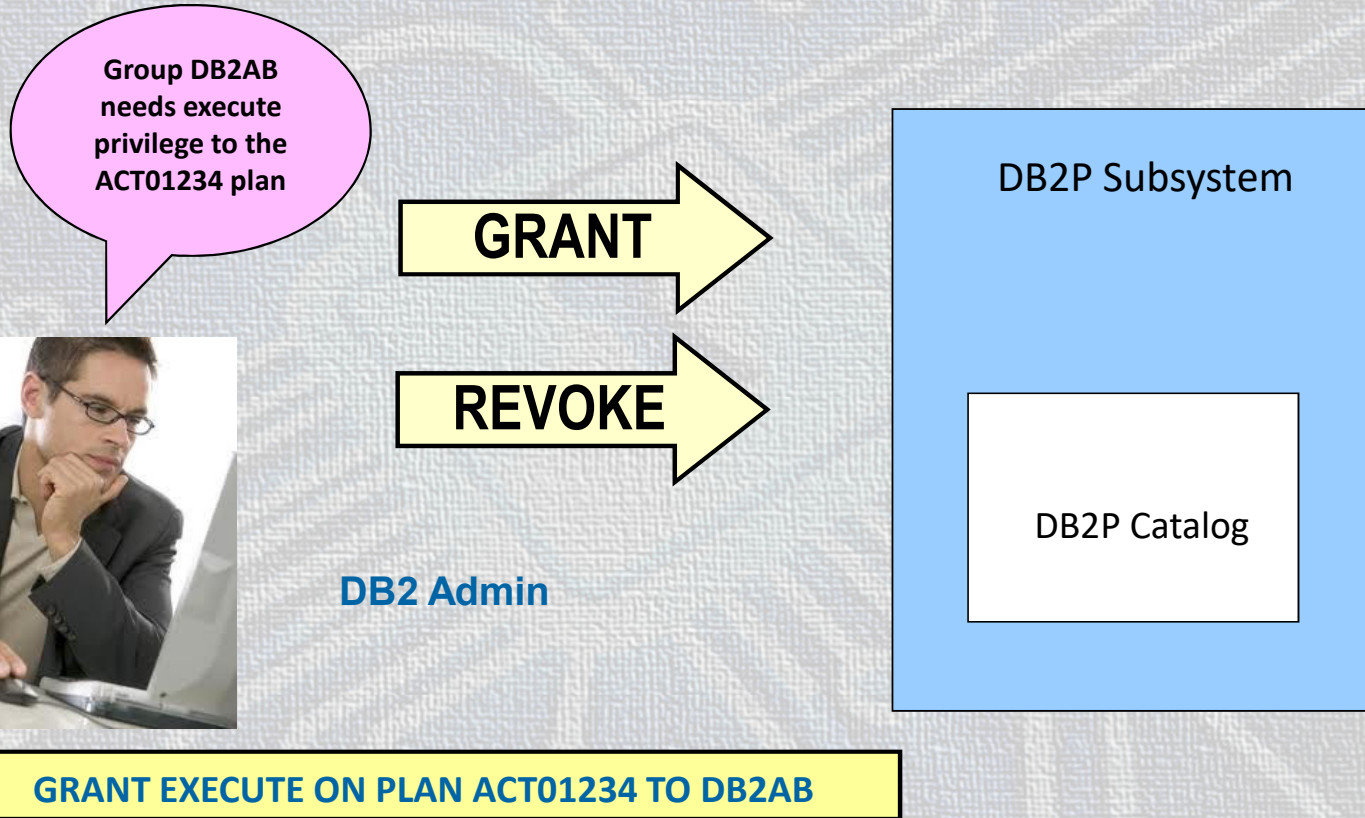 Group DB2AB
needs execute
privilege to the
ACT01234 plan
GRANT
REVOKE
DB2P Subsystem
DB2P Catalog
DB2 Admin
GRANT EXECUTE ON PLAN ACT01234 TO DB2AB